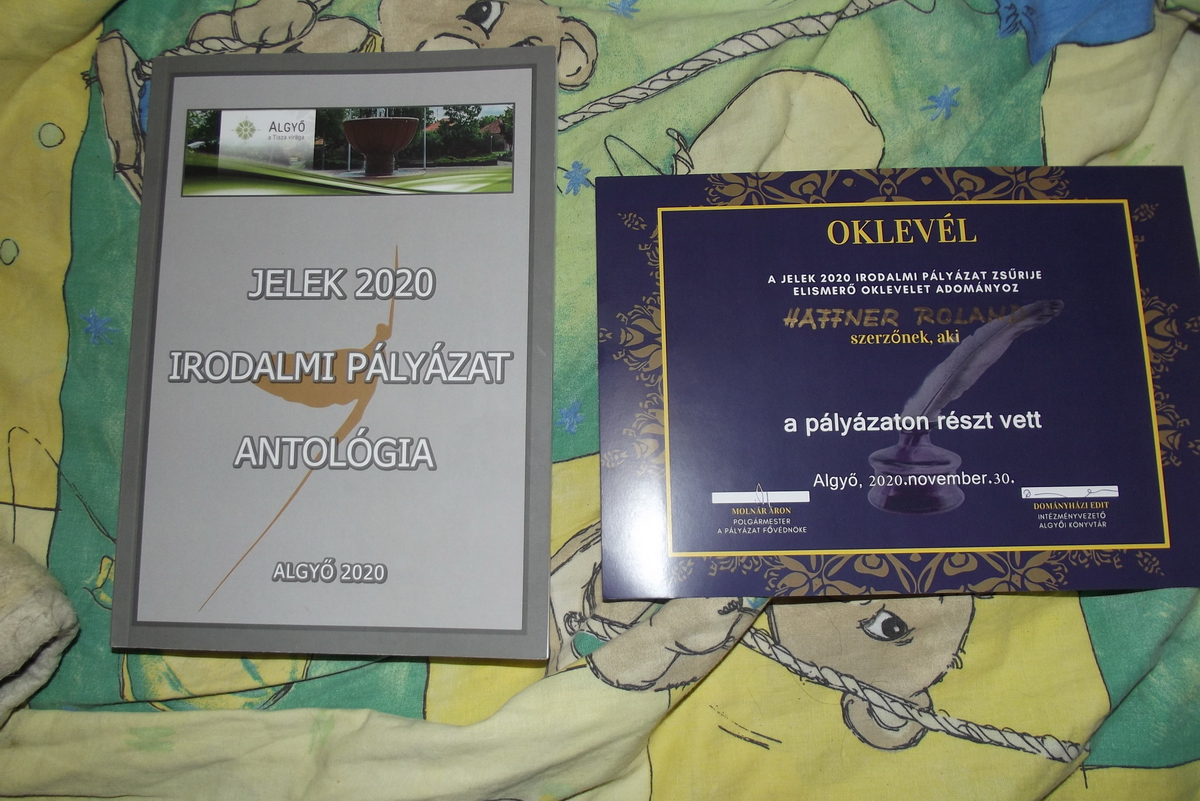 ALGYŐ
a Tisza virága
JELEK 2020
IRODALMI PÁLYÁZAT
ANTOLÓGIA
ALGYŐ 2020
OKLEVÉL
A JELEK 2020 IRODALMI PÁLYÁZAT ZSŰRIJE
ELISMERŐ OKLEVELET ADOMÁNYOZ
HAFFNER ROLAND
szerzőnek, aki
a pályázaton részt vett
Algyő, 2020.november.30.
MOLNÁR ÁRON
POLGÁRMESTER
A PÁLYÁZAT FŐVÉDNÖKE
DOMÁNYHÁZI EDIT
INTÉZMÉNYVEZETŐ
ALGYŐI KÖNYVTÁR